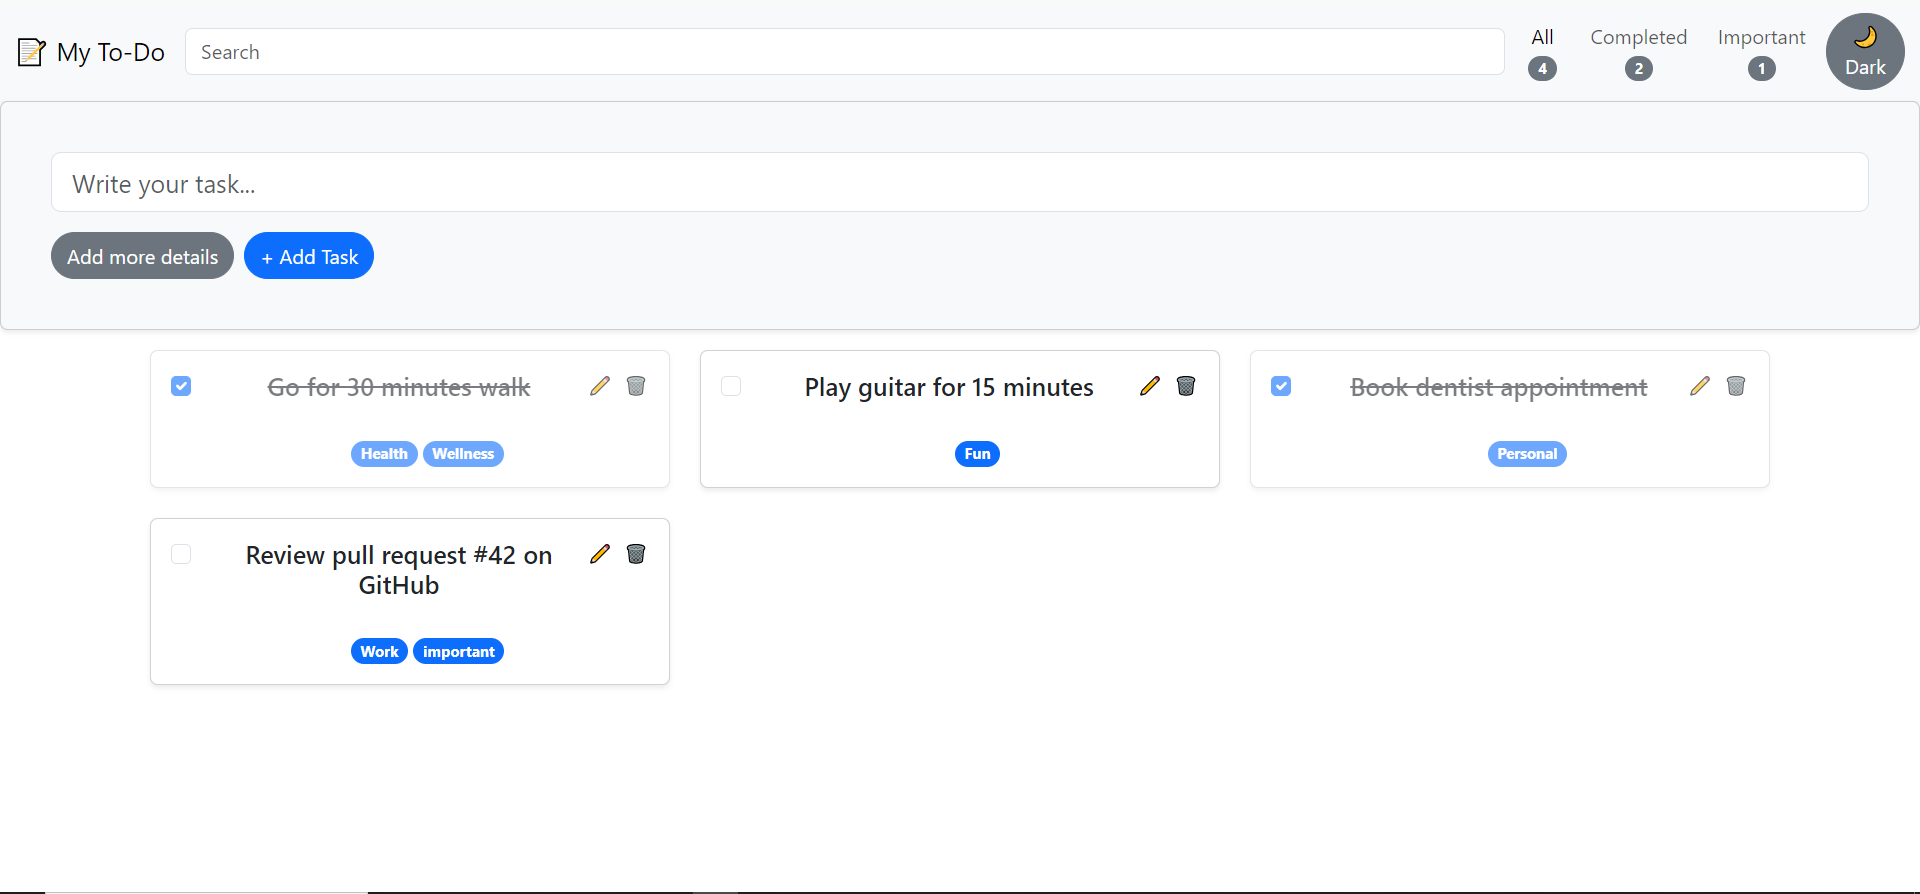 My To-Do
Search
All
4
Completed
2
Important
1
Dark
Write your task...
Add more details
+ Add Task
Go for 30 minutes walk
Health Wellness
Play guitar for 15 minutes
Fun
Book dentist appointment
Personal
Review pull request #42 on
GitHub
Work important